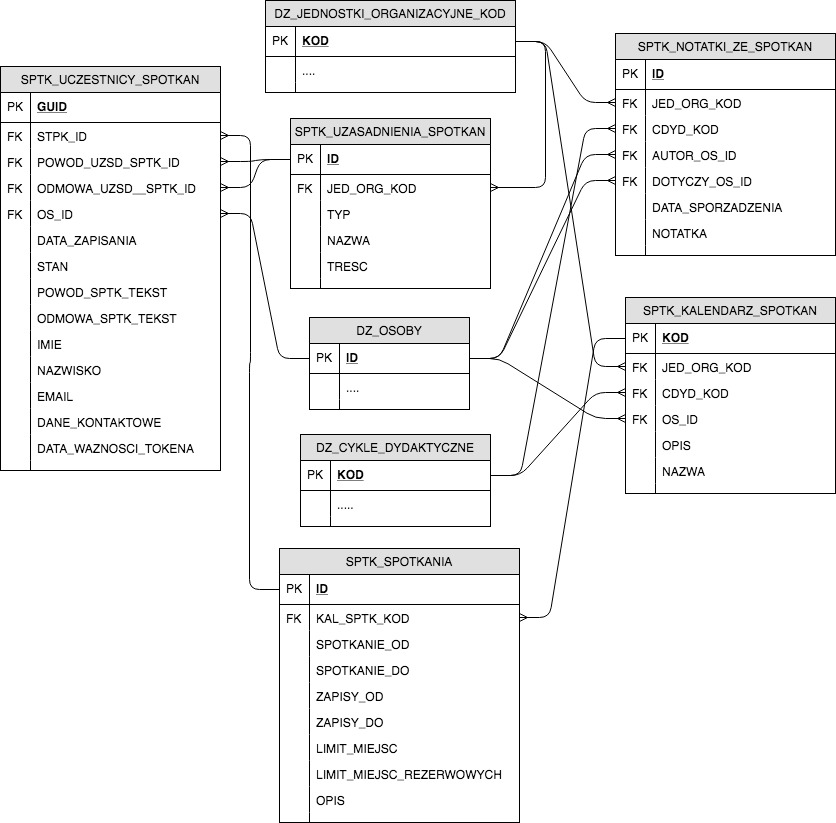 DZ_JEDNOSTKI_ORGANIZACYJNE_KOD
PK KOD
....
SPTK_NOTATKI_ZE_SPOTKAN
PK ID
FK JED_ORG_KOD
FK CDYD_KOD
FK AUTOR_OS_ID
FK DOTYCZY_OS_ID
DATA_SPORZADZENIA
NOTATKA
SPTK_UCZESTNICY_SPOTKAN
PK GUID
FK STPK_ID
FK POWOD_UZSD_SPTK_ID
FK ODMOWA_UZSD__SPTK_ID
FK OS_ID
DATA_ZAPISANIA
STAN
POWOD_SPTK_TEKST
ODMOWA_SPTK_TEKST
IMIE
NAZWISKO
EMAIL
DANE_KONTAKTOWE
DATA_WAZNOSCI_TOKENA
SPTK_UZASADNIENIA_SPOTKAN
PK ID
FK JED_ORG_KOD
TYP
NAZWA
TRESC
DZ_OSOBY
PK ID
....
SPTK_KALENDARZ_SPOTKAN
PK KOD
FK JED_ORG_KOD
FK CDYD_KOD
FK OS_ID
OPIS
NAZWA
DZ_CYKLE_DYDAKTYCZNE
PK KOD
.....
SPTK_SPOTKANIA
PK ID
FK KAL_SPTK_KOD
SPOTKANIE_OD
SPOTKANIE_DO
ZAPISY_OD
ZAPISY_DO
LIMIT_MIEJSC
LIMIT_MIEJSC_REZERWOWYCH
OPIS